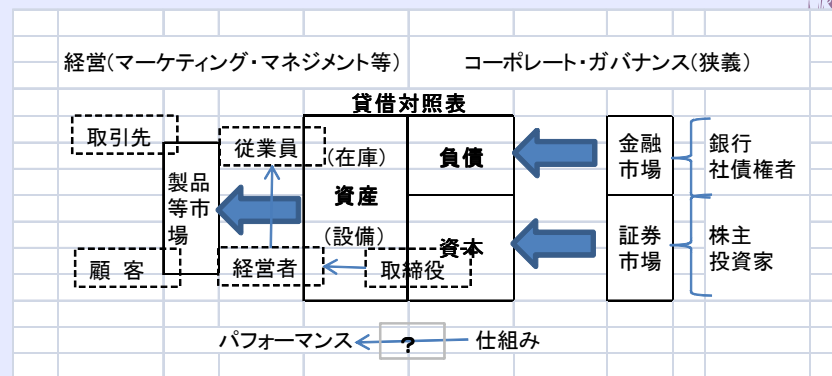 経営(マーケティング・マネジメント等)
コーポレート・ガバナンス(狭義)
貸借対照表
取引先
従業員
(在庫)
負債
金融
市場
銀行
社債権者
製品
等市
場
資産
(設備)
資本
証券
市場
株主
投資家
顧 客
経営者
取締役
パフォーマンス
?
仕組み